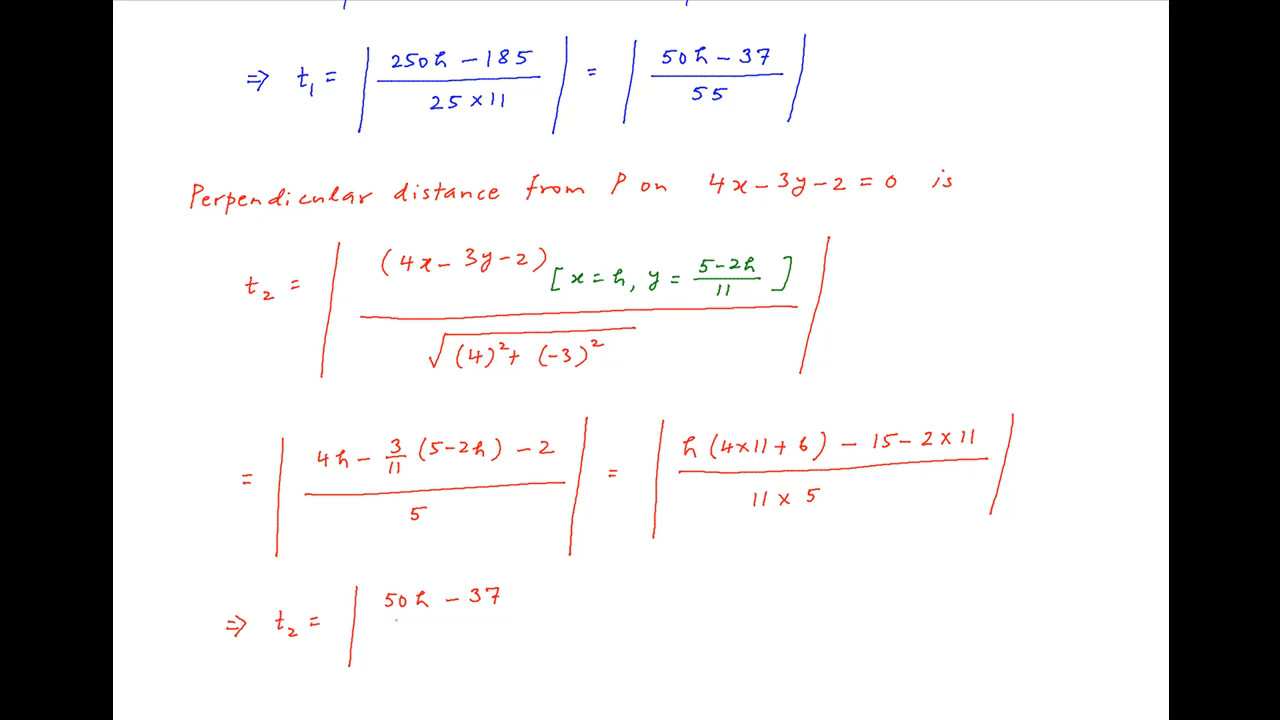 ⇒ t₁ = | (250h − 185) / (25 × 11) | = | (50h − 37) / 55 |
Perpendicular distance from P on 4x − 3y − 2 = 0 is
t₂ = | (4x − 3y − 2) [x = h, y = (5−2h)/11] / √((4)² + (−3)²) |
= | (4h − 3/11 (5−2h) − 2) / 5 | = | (h(4×11 + 6) − 15 − 2×11) / (11 × 5) |
⇒ t₂ = | 50h − 37